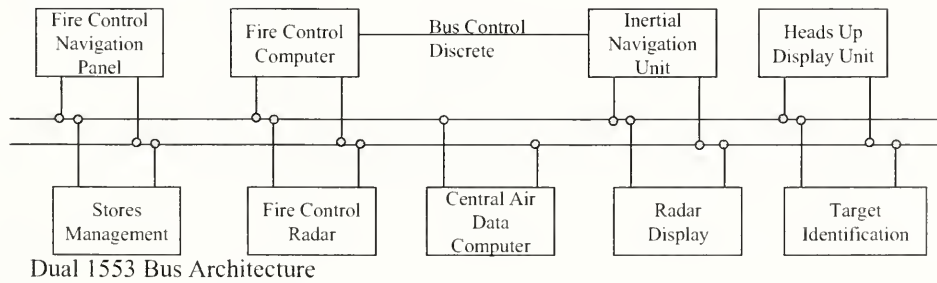 Fire Control
Navigation
Panel
Fire Control
Computer
Bus Control
Discrete
Inertial
Navigation
Unit
Heads Up
Display Unit
Stores
Management
Fire Control
Radar
Central Air
Data
Computer
Radar
Display
Target
Identification
Dual 1553 Bus Architecture